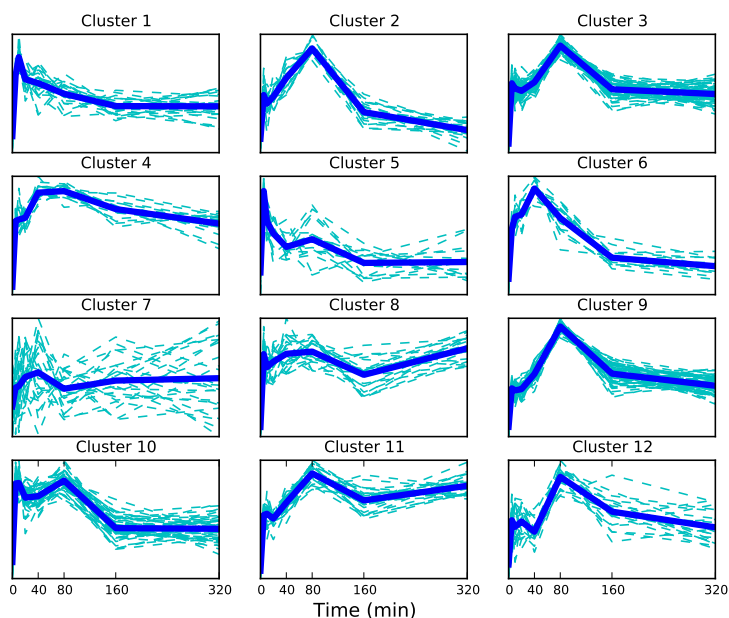 Cluster 1 Cluster 2 Cluster 3
Cluster 4 Cluster 5 Cluster 6
Cluster 7 Cluster 8 Cluster 9
Cluster 10 Cluster 11 Cluster 12
0 40 80 160 320 0 40 80 160 320 0 40 80 160 320
Time (min)